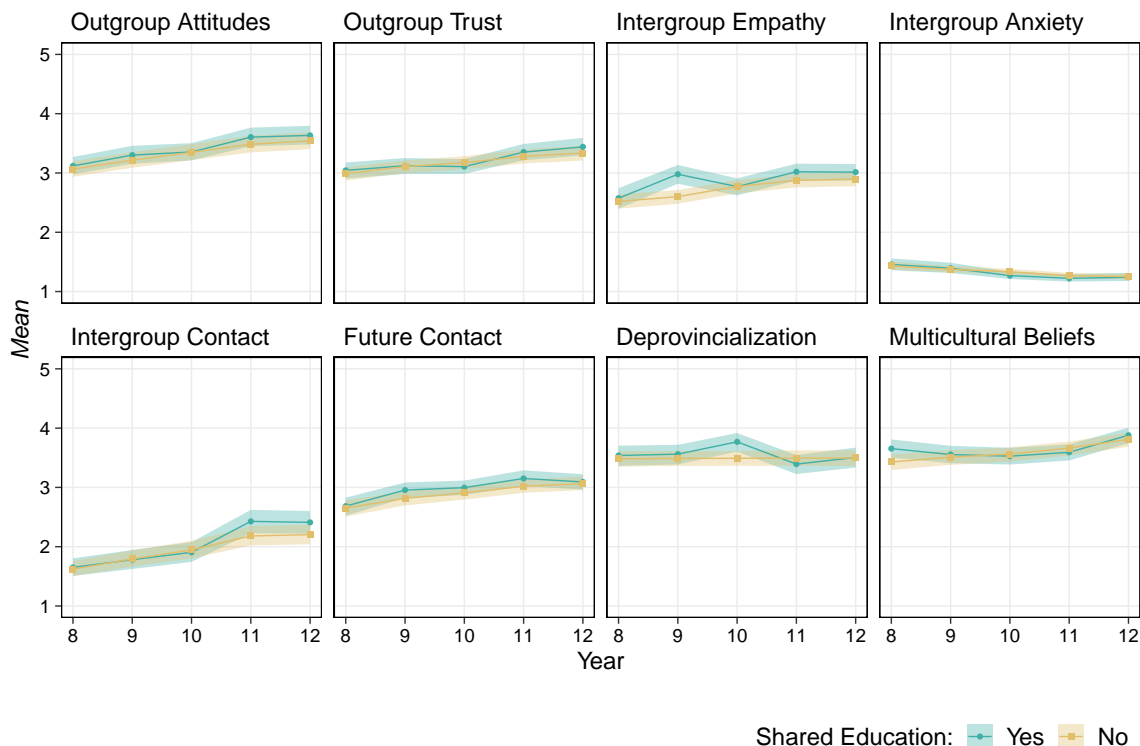 Outgroup Attitudes
Outgroup Trust
Intergroup Empathy
Intergroup Anxiety
5
4
3
2
1
Mean
Intergroup Contact
Future Contact
Deprovincialization
Multicultural Beliefs
5
4
3
2
1
8 9 10 11 12
8 9 10 11 12
8 9 10 11 12
8 9 10 11 12
Year
Shared Education: Yes No